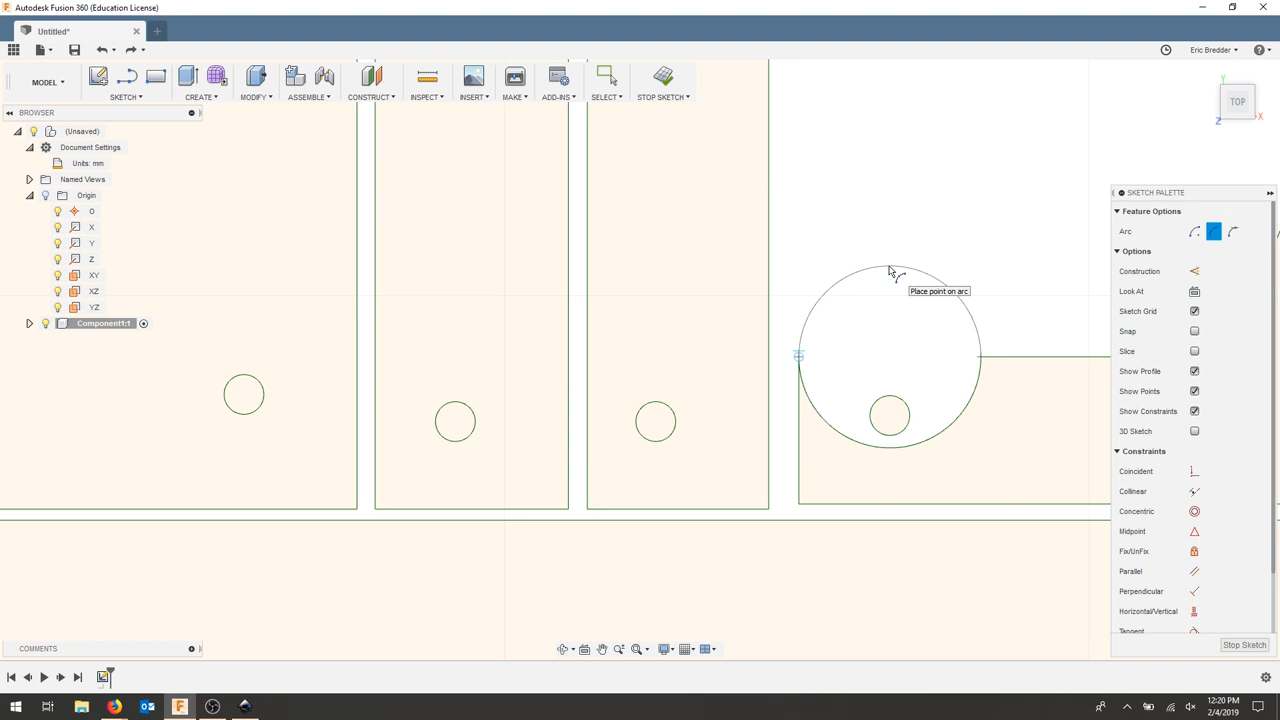 Autodesk Fusion 360 (Education License)
Untitled*
Eric Bredder
MODEL
SKETCH
CREATE
MODIFY
ASSEMBLE
CONSTRUCT
INSPECT
INSERT
MAKE
ADD-INS
SELECT
STOP SKETCH
BROWSER
(Unsaved)
Document Settings
Units: mm
Named Views
Origin
O
X
Y
Z
XY
XZ
YZ
Component1:1
Y
TOP
X
Z
Place point on arc
SKETCH PALETTE
Feature Options
Arc
Options
Construction
Look At
Sketch Grid
Snap
Slice
Show Profile
Show Points
Show Constraints
3D Sketch
Constraints
Coincident
Collinear
Concentric
Midpoint
Fix/UnFix
Parallel
Perpendicular
Horizontal/Vertical
Tangent
Stop Sketch
COMMENTS
12:20 PM
2/4/2019